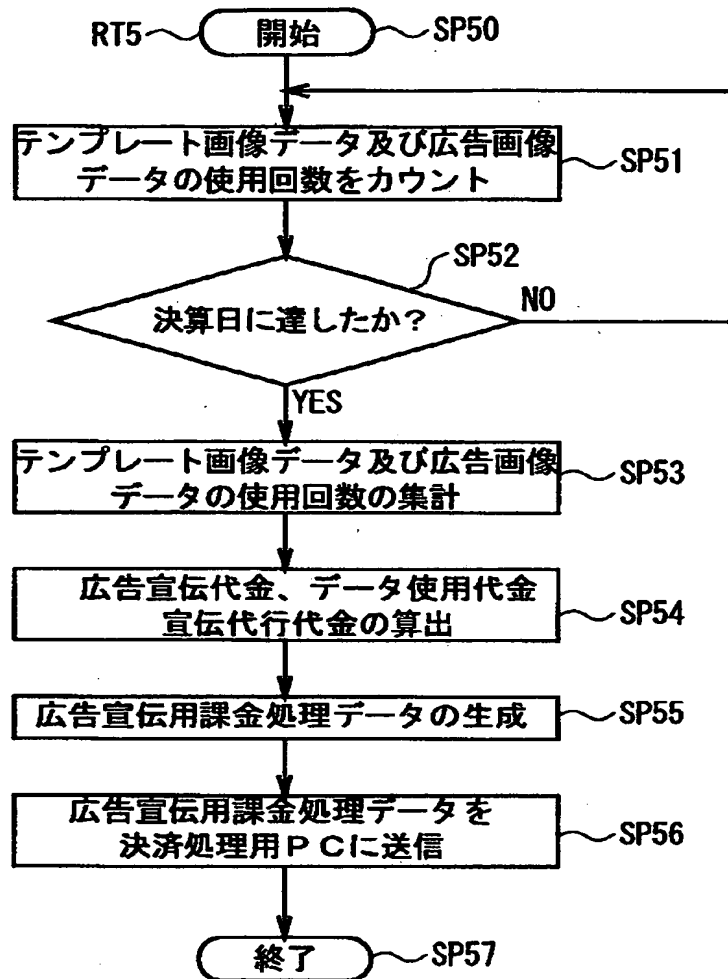 RT5 開始 SP50
テンプレート画像データ及び広告画像
データの使用回数をカウント
SP51
SP52
決算日に達したか?
NO
YES
テンプレート画像データ及び広告画像
データの使用回数の集計
SP53
広告宣伝代金、データ使用代金
宣伝代行代金の算出
SP54
広告宣伝用課金処理データの生成
SP55
広告宣伝用課金処理データを
決済処理用PCに送信
SP56
終了 SP57